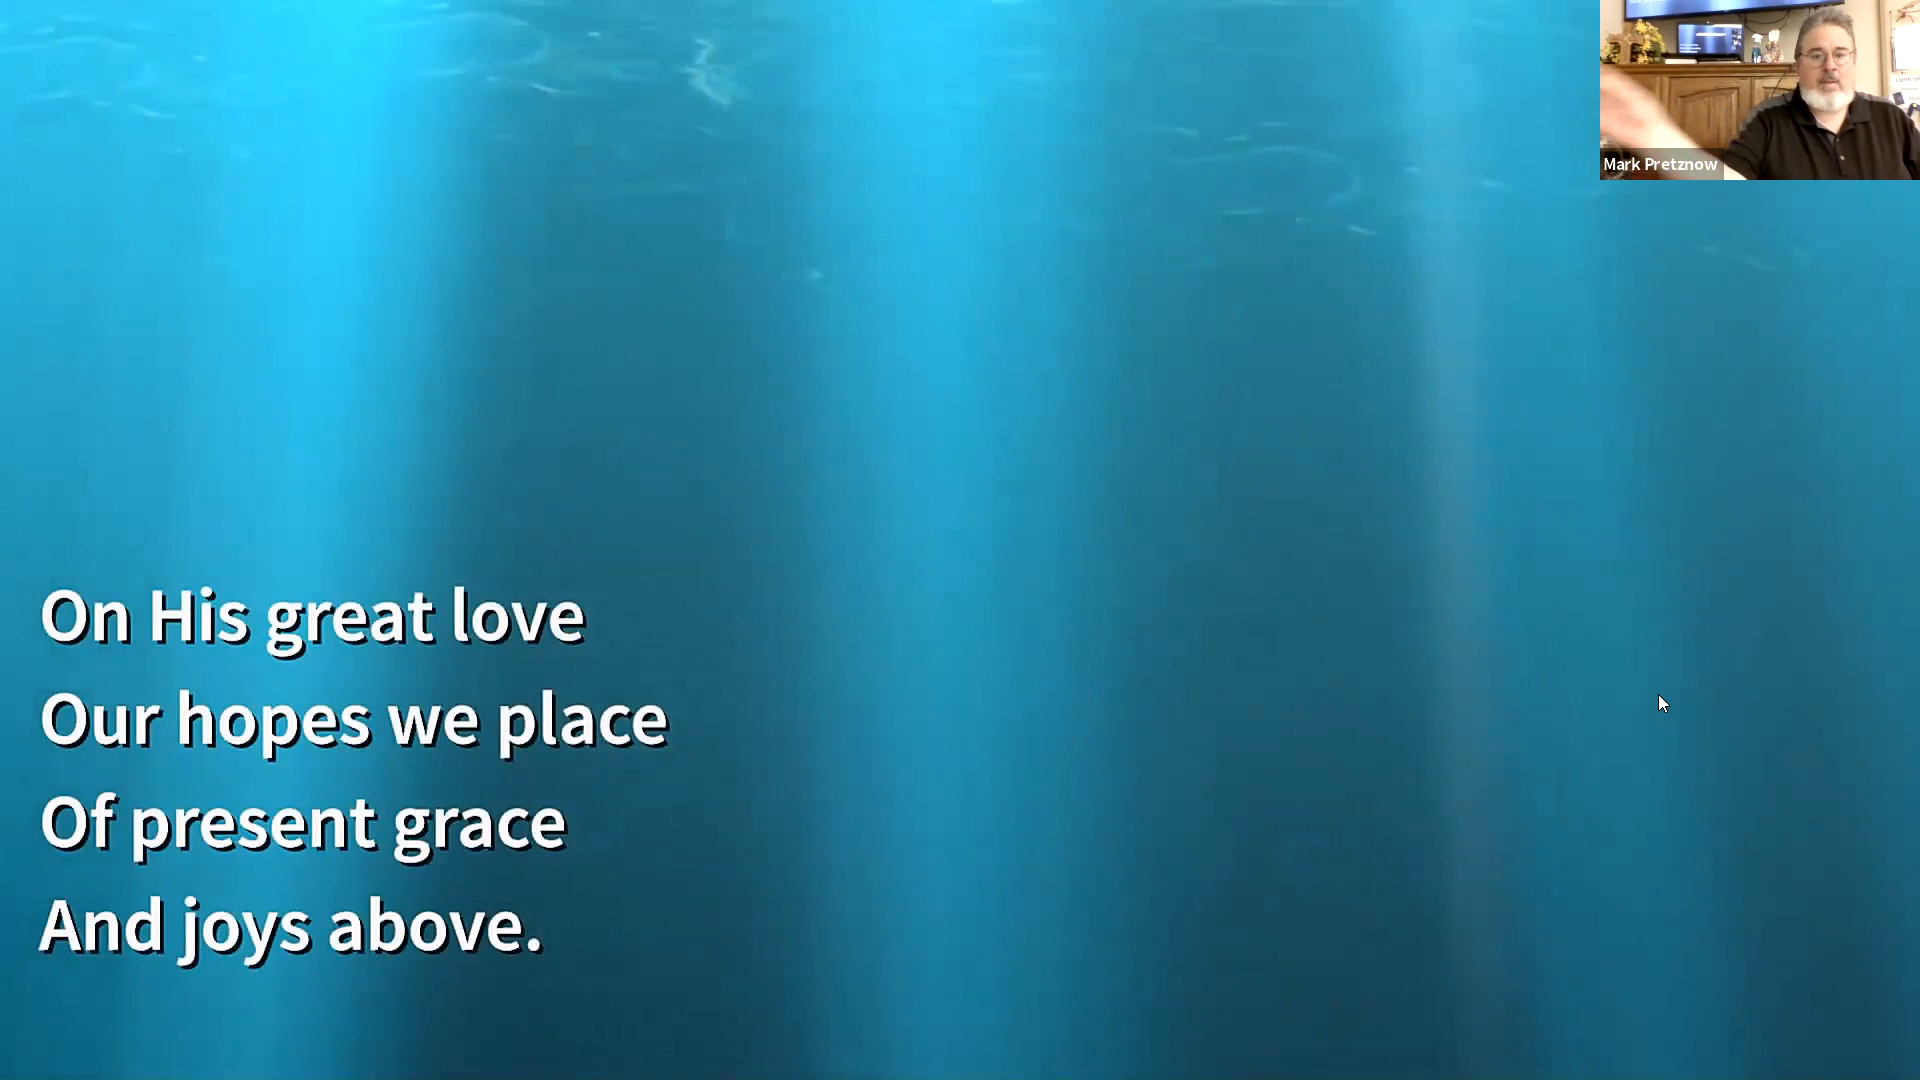 On His great love
Our hopes we place
Of present grace
And joys above.
Mark Pretznow